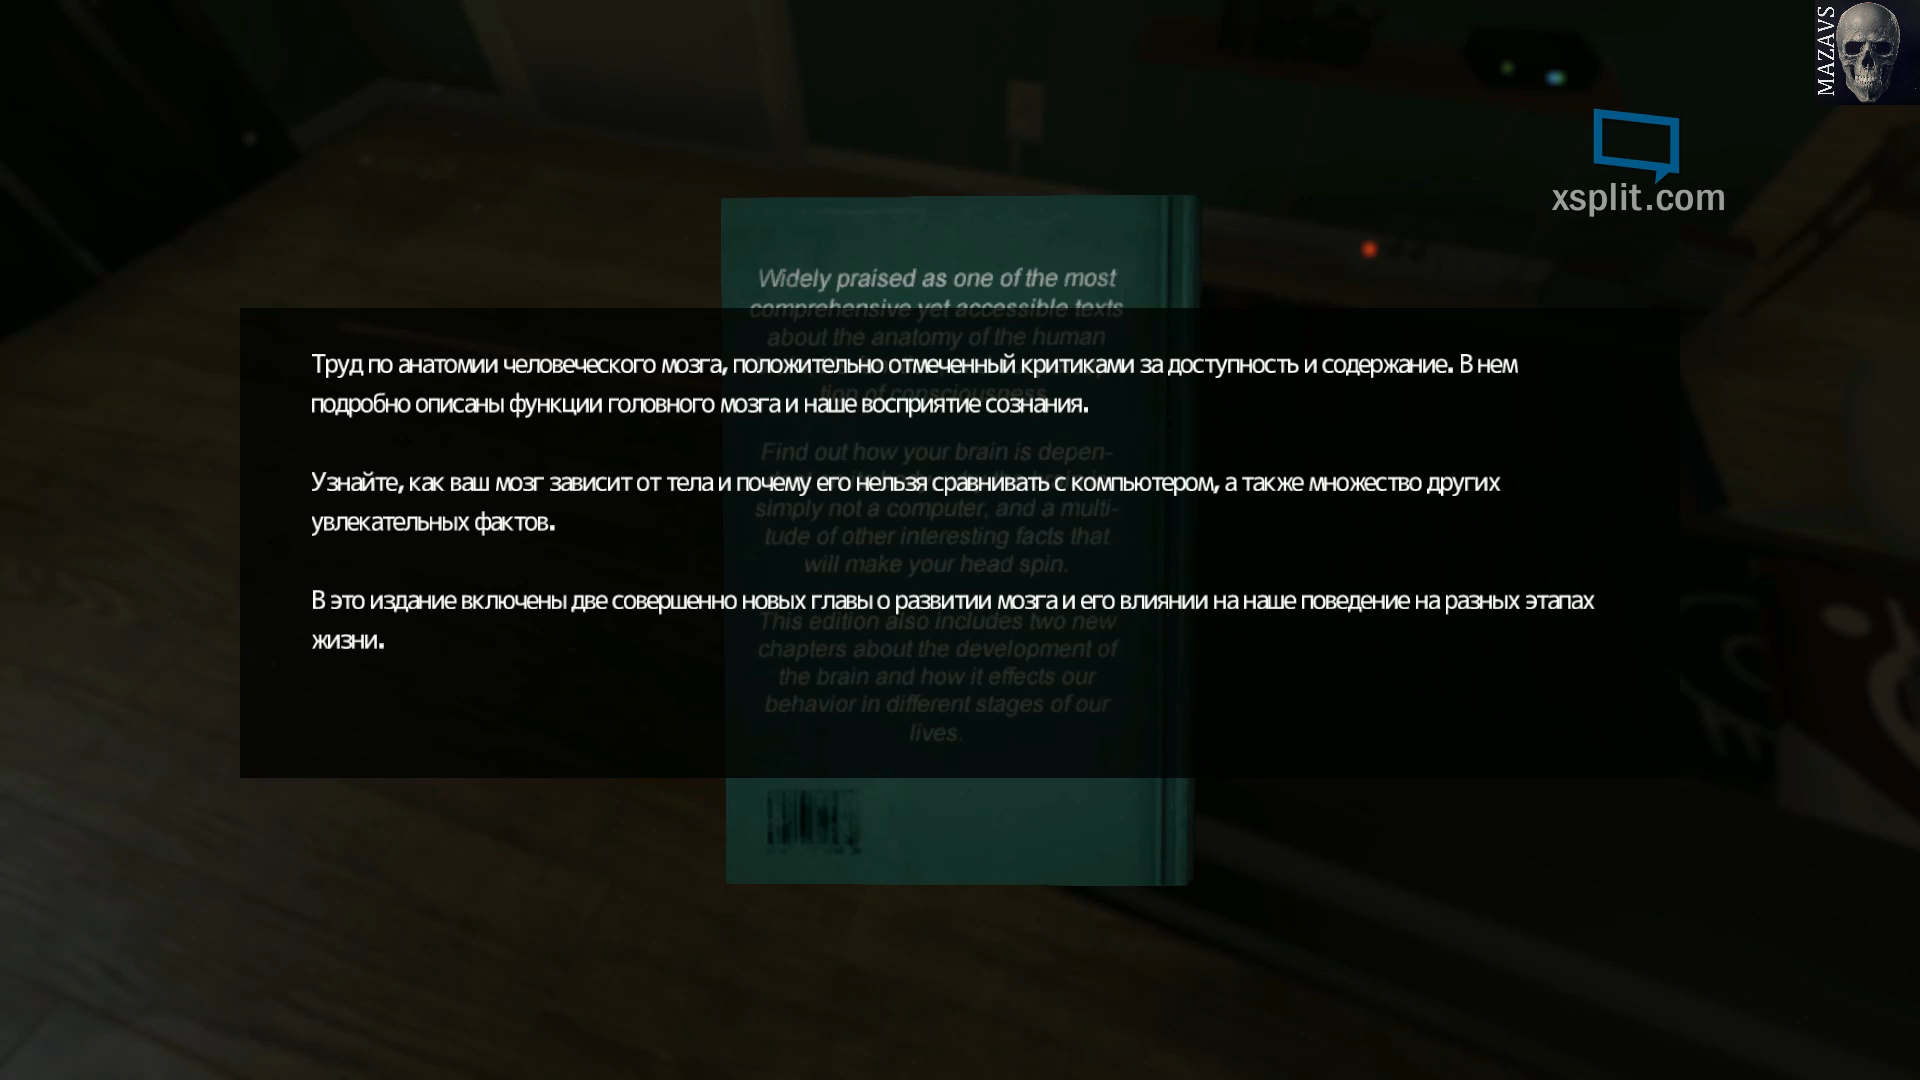 MAZAVS
xsplit.com
Widely praised as one of the most
comprehensive yet accessible texts
about the anatomy of the human
tion of consciousness.
Find out how your brain is depen-
simply not a computer, and a multi-
tude of other interesting facts that
will make your head spin.
This edition also includes two new
chapters about the development of
the brain and how it effects our
behavior in different stages of our
lives.
Труд по анатомии человеческого мозга, положительно отмеченный критиками за доступность и содержание. В нем
подробно описаны функции головного мозга и наше восприятие сознания.
Узнайте, как ваш мозг зависит от тела и почему его нельзя сравнивать с компьютером, а также множество других
увлекательных фактов.
В это издание включены две совершенно новых главы о развитии мозга и его влиянии на наше поведение на разных этапах
жизни.